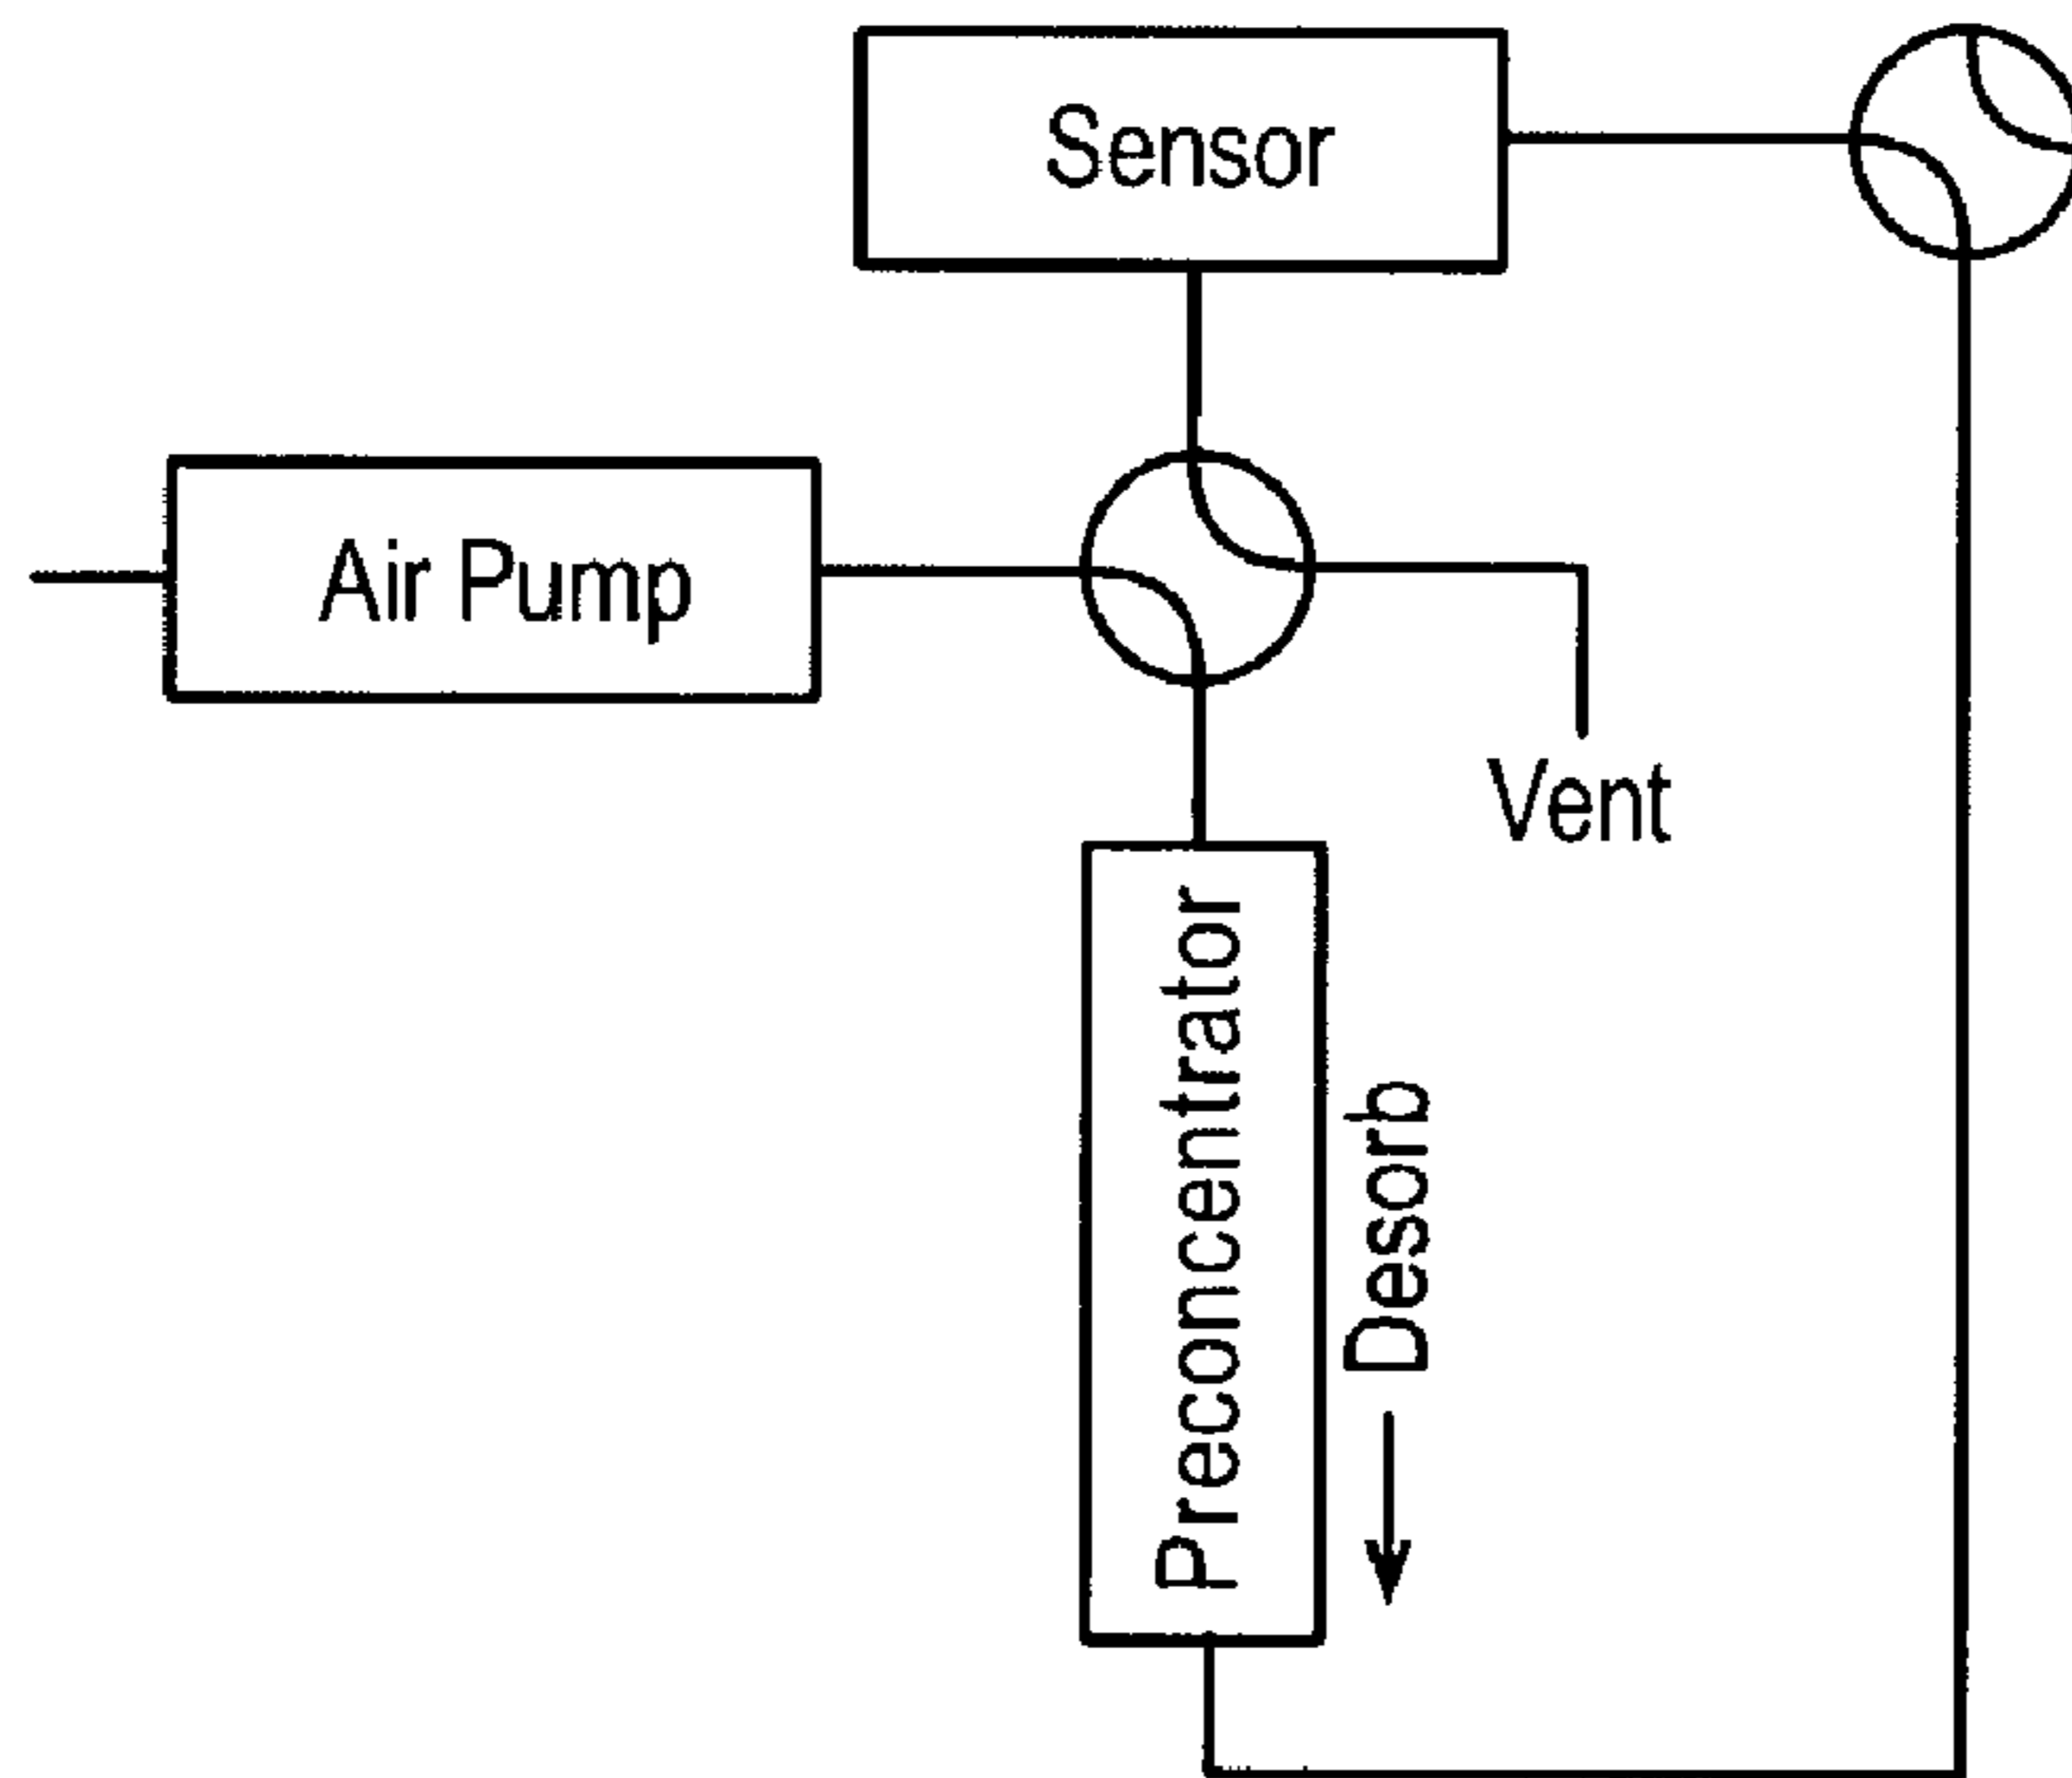 Sensor
Air Pump
Vent
Preconcentrator
Desorb